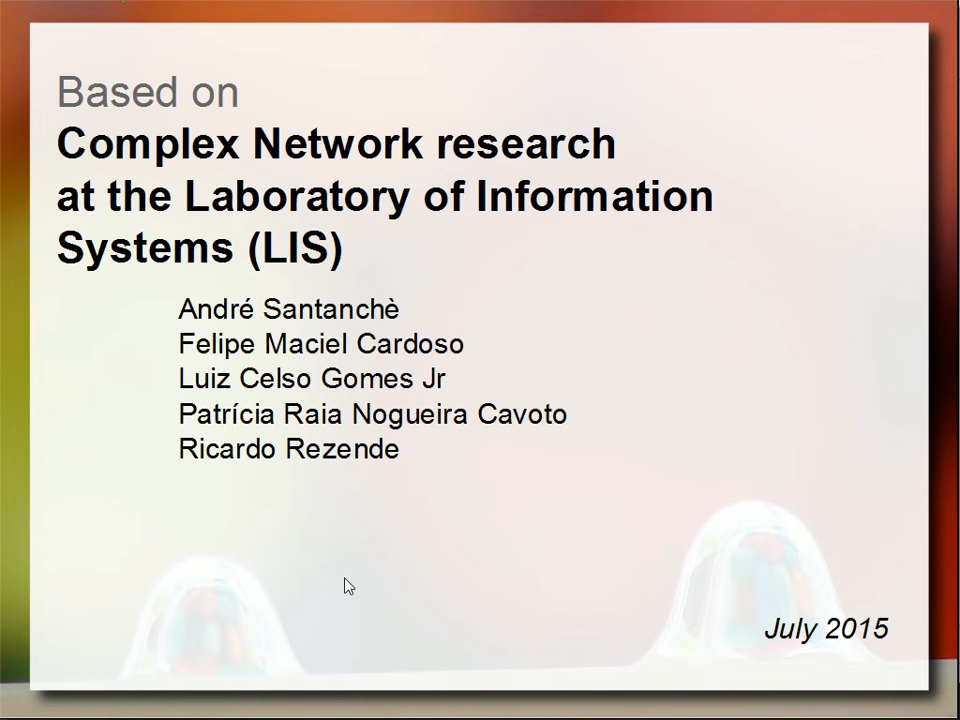 Based on
Complex Network research
at the Laboratory of Information
Systems (LIS)
André Santanchè
Felipe Maciel Cardoso
Luiz Celso Gomes Jr
Patrícia Raia Nogueira Cavoto
Ricardo Rezende
July 2015